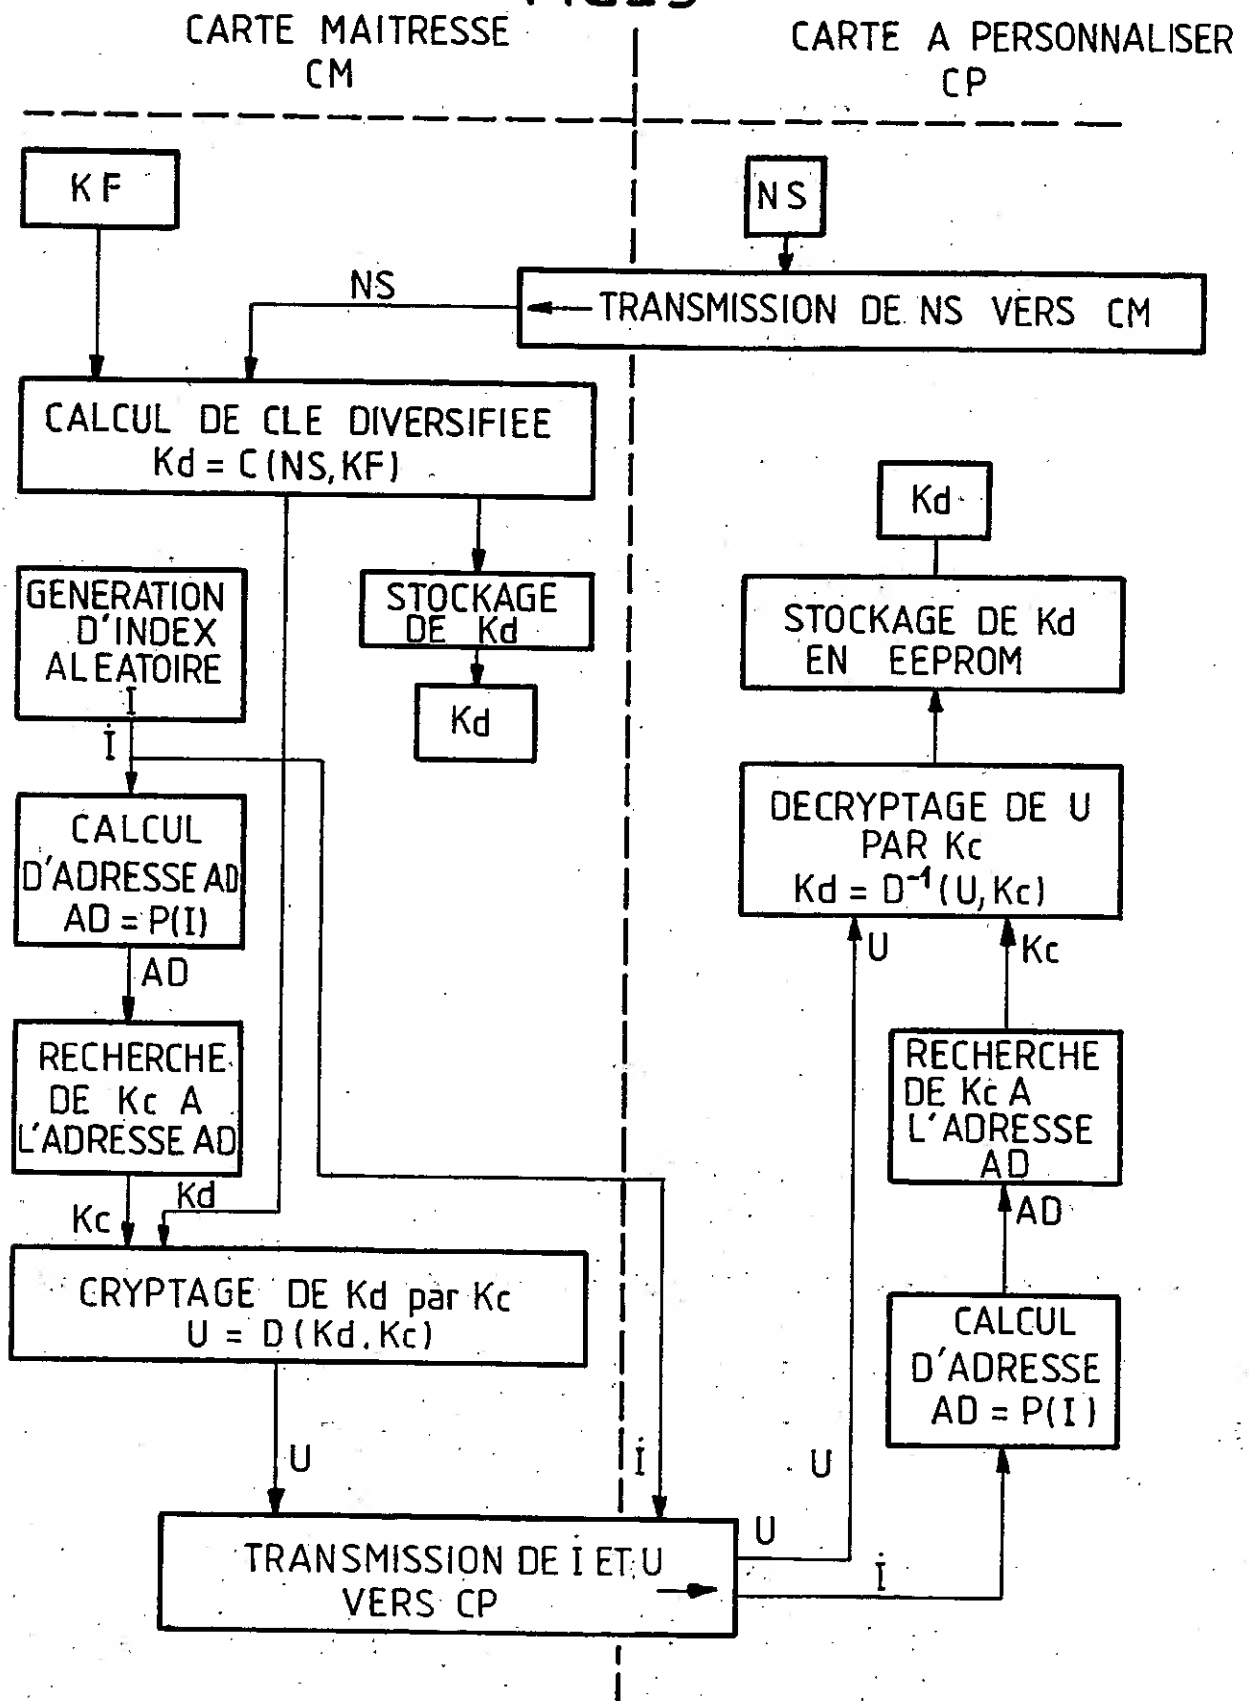 CARTE MAITRESSE
CM
CARTE A PERSONNALISER
CP
KF
NS
NS
TRANSMISSION DE NS VERS CM
CALCUL DE CLE DIVERSIFIEE
Kd = C(NS,KF)
Kd
GENERATION
D'INDEX
ALEATOIRE
I
STOCKAGE
DE Kd
STOCKAGE DE Kd
EN EEPROM
İ
Kd
CALCUL
D'ADRESSE AD
AD = P(I)
DECRYPTAGE DE U
PAR Kc
Kd = D⁻¹(U,Kc)
AD
U
Kc
RECHERCHE
DE Kc A
L'ADRESSE AD
RECHERCHE
DE Kc A
L'ADRESSE
AD
Kc
Kd
AD
CRYPTAGE DE Kd par Kc
U = D(Kd.Kc)
CALCUL
D'ADRESSE
AD = P(I)
U
İ
U
U
TRANSMISSION DE İ ET U
VERS CP
İ